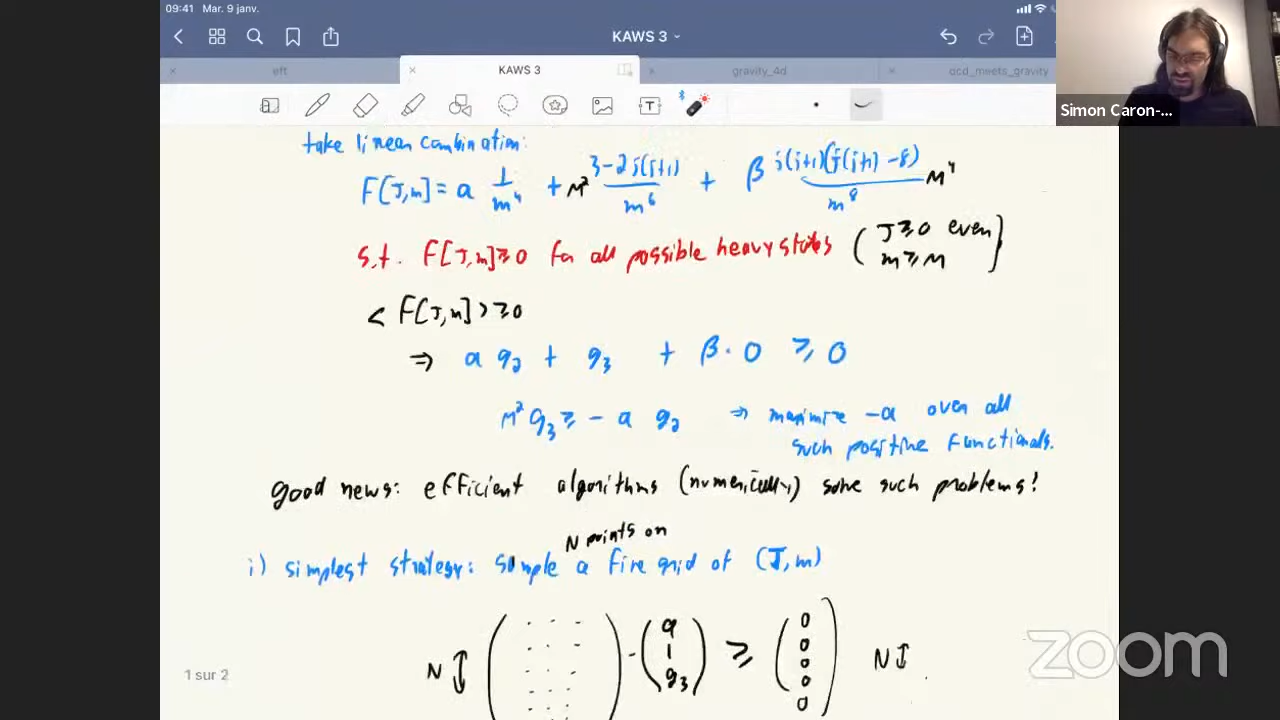 09:41 Mar. 9 janv.
KAWS 3
eft
KAWS 3
gravity_4d
qcd_meets_gravity
Simon Caron-...
take linear combination:
F[J,m] = a 1/m⁴ + M² (3-2J(J+1))/m⁶ + β (J(J+1)(J(J+1)-8))/m⁸ M⁴
s.t. F[J,m] ≥ 0 for all possible heavy states (J ≥ 0 even
m ≥ M)
< F[J,m] > ≥ 0
⇒ a g₂ + g₃ + β · 0 ≥ 0
M² g₃ ≥ - a g₂ ⇒ maximize -a over all
such positive functionals.
good news: efficient algorithms (numerically) solve such problems!
N points on
i) simplest strategy: sample a fine grid of (J,m)
N ↕ ( ) · (a 1 g₃) ≥ (0 0 0 0 0) N ↕
1 sur 2
zoom